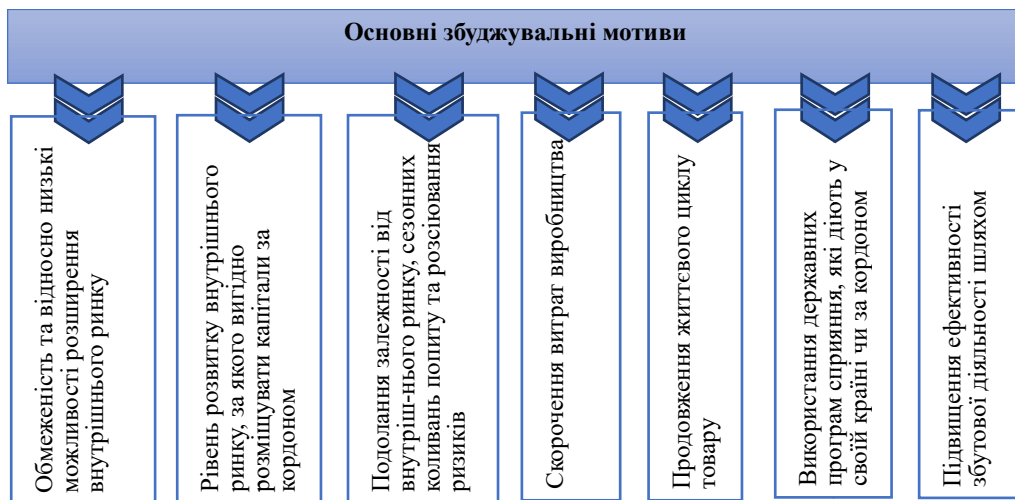 Основні збуджувальні мотиви
Обмеженість та відносно низькі
можливості розширення
внутрішнього ринку
Рівень розвитку внутрішнього
ринку, за якого вигідно
розміщувати капітали за
кордоном
Подолання залежності від
внутріш-нього ринку, сезонних
коливань попиту та розсіювання
ризиків
Скорочення витрат виробництва
Продовження життєвого циклу
товару
Використання державних
програм сприяння, які діють у
своїй країні чи за кордоном
Підвищення ефективності
збутової діяльності шляхом